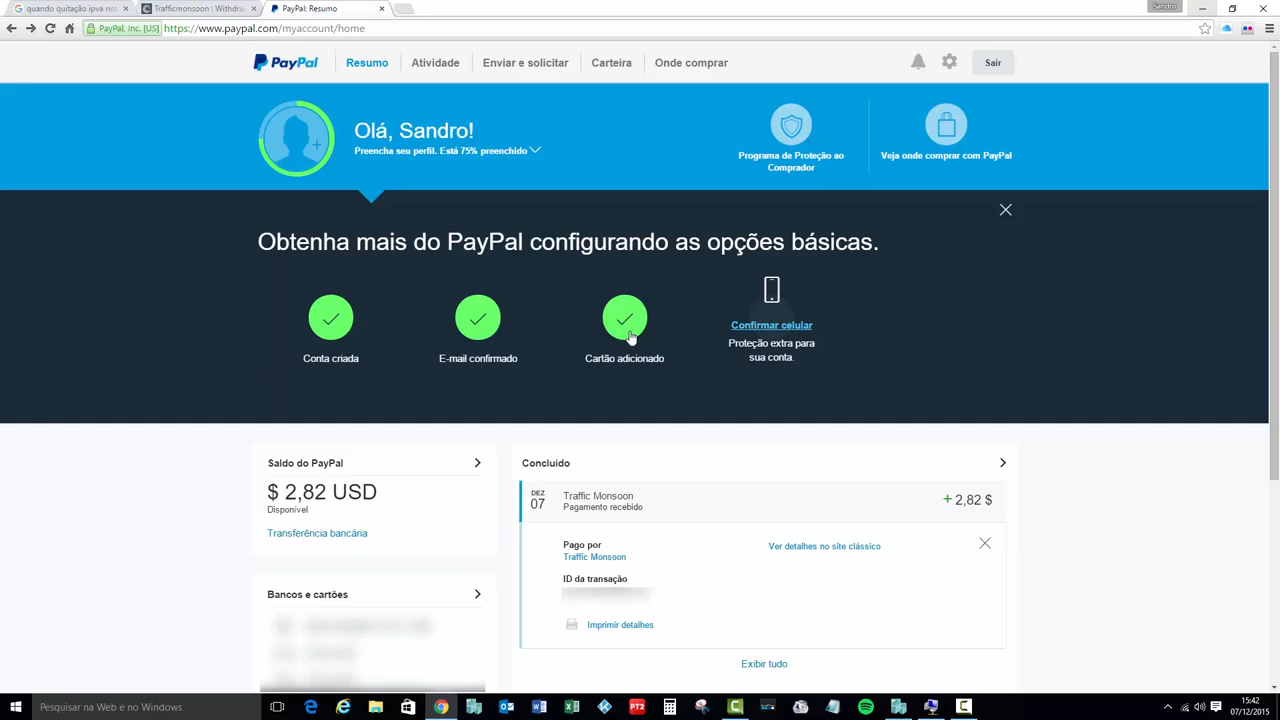 quando quitação ipva not
Trafficmonsoon : Withdra
PayPal: Resumo
Sandro
PayPal, Inc. [US]
https://www.paypal.com/myaccount/home
PayPal
Resumo
Atividade
Enviar e solicitar
Carteira
Onde comprar
Sair
Olá, Sandro!
Preencha seu perfil. Está 75% preenchido
Programa de Proteção ao
Comprador
Veja onde comprar com PayPal
Obtenha mais do PayPal configurando as opções básicas.
Conta criada
E-mail confirmado
Cartão adicionado
Confirmar celular
Proteção extra para
sua conta.
Saldo do PayPal
$ 2,82 USD
Disponível
Transferência bancária
Bancos e cartões
Concluído
DEZ
07
Traffic Monsoon
Pagamento recebido
+ 2,82 $
Pago por
Traffic Monsoon
Ver detalhes no site clássico
ID da transação
Imprimir detalhes
Exibir tudo
Pesquisar na Web e no Windows
PT2
15:42
07/12/2015